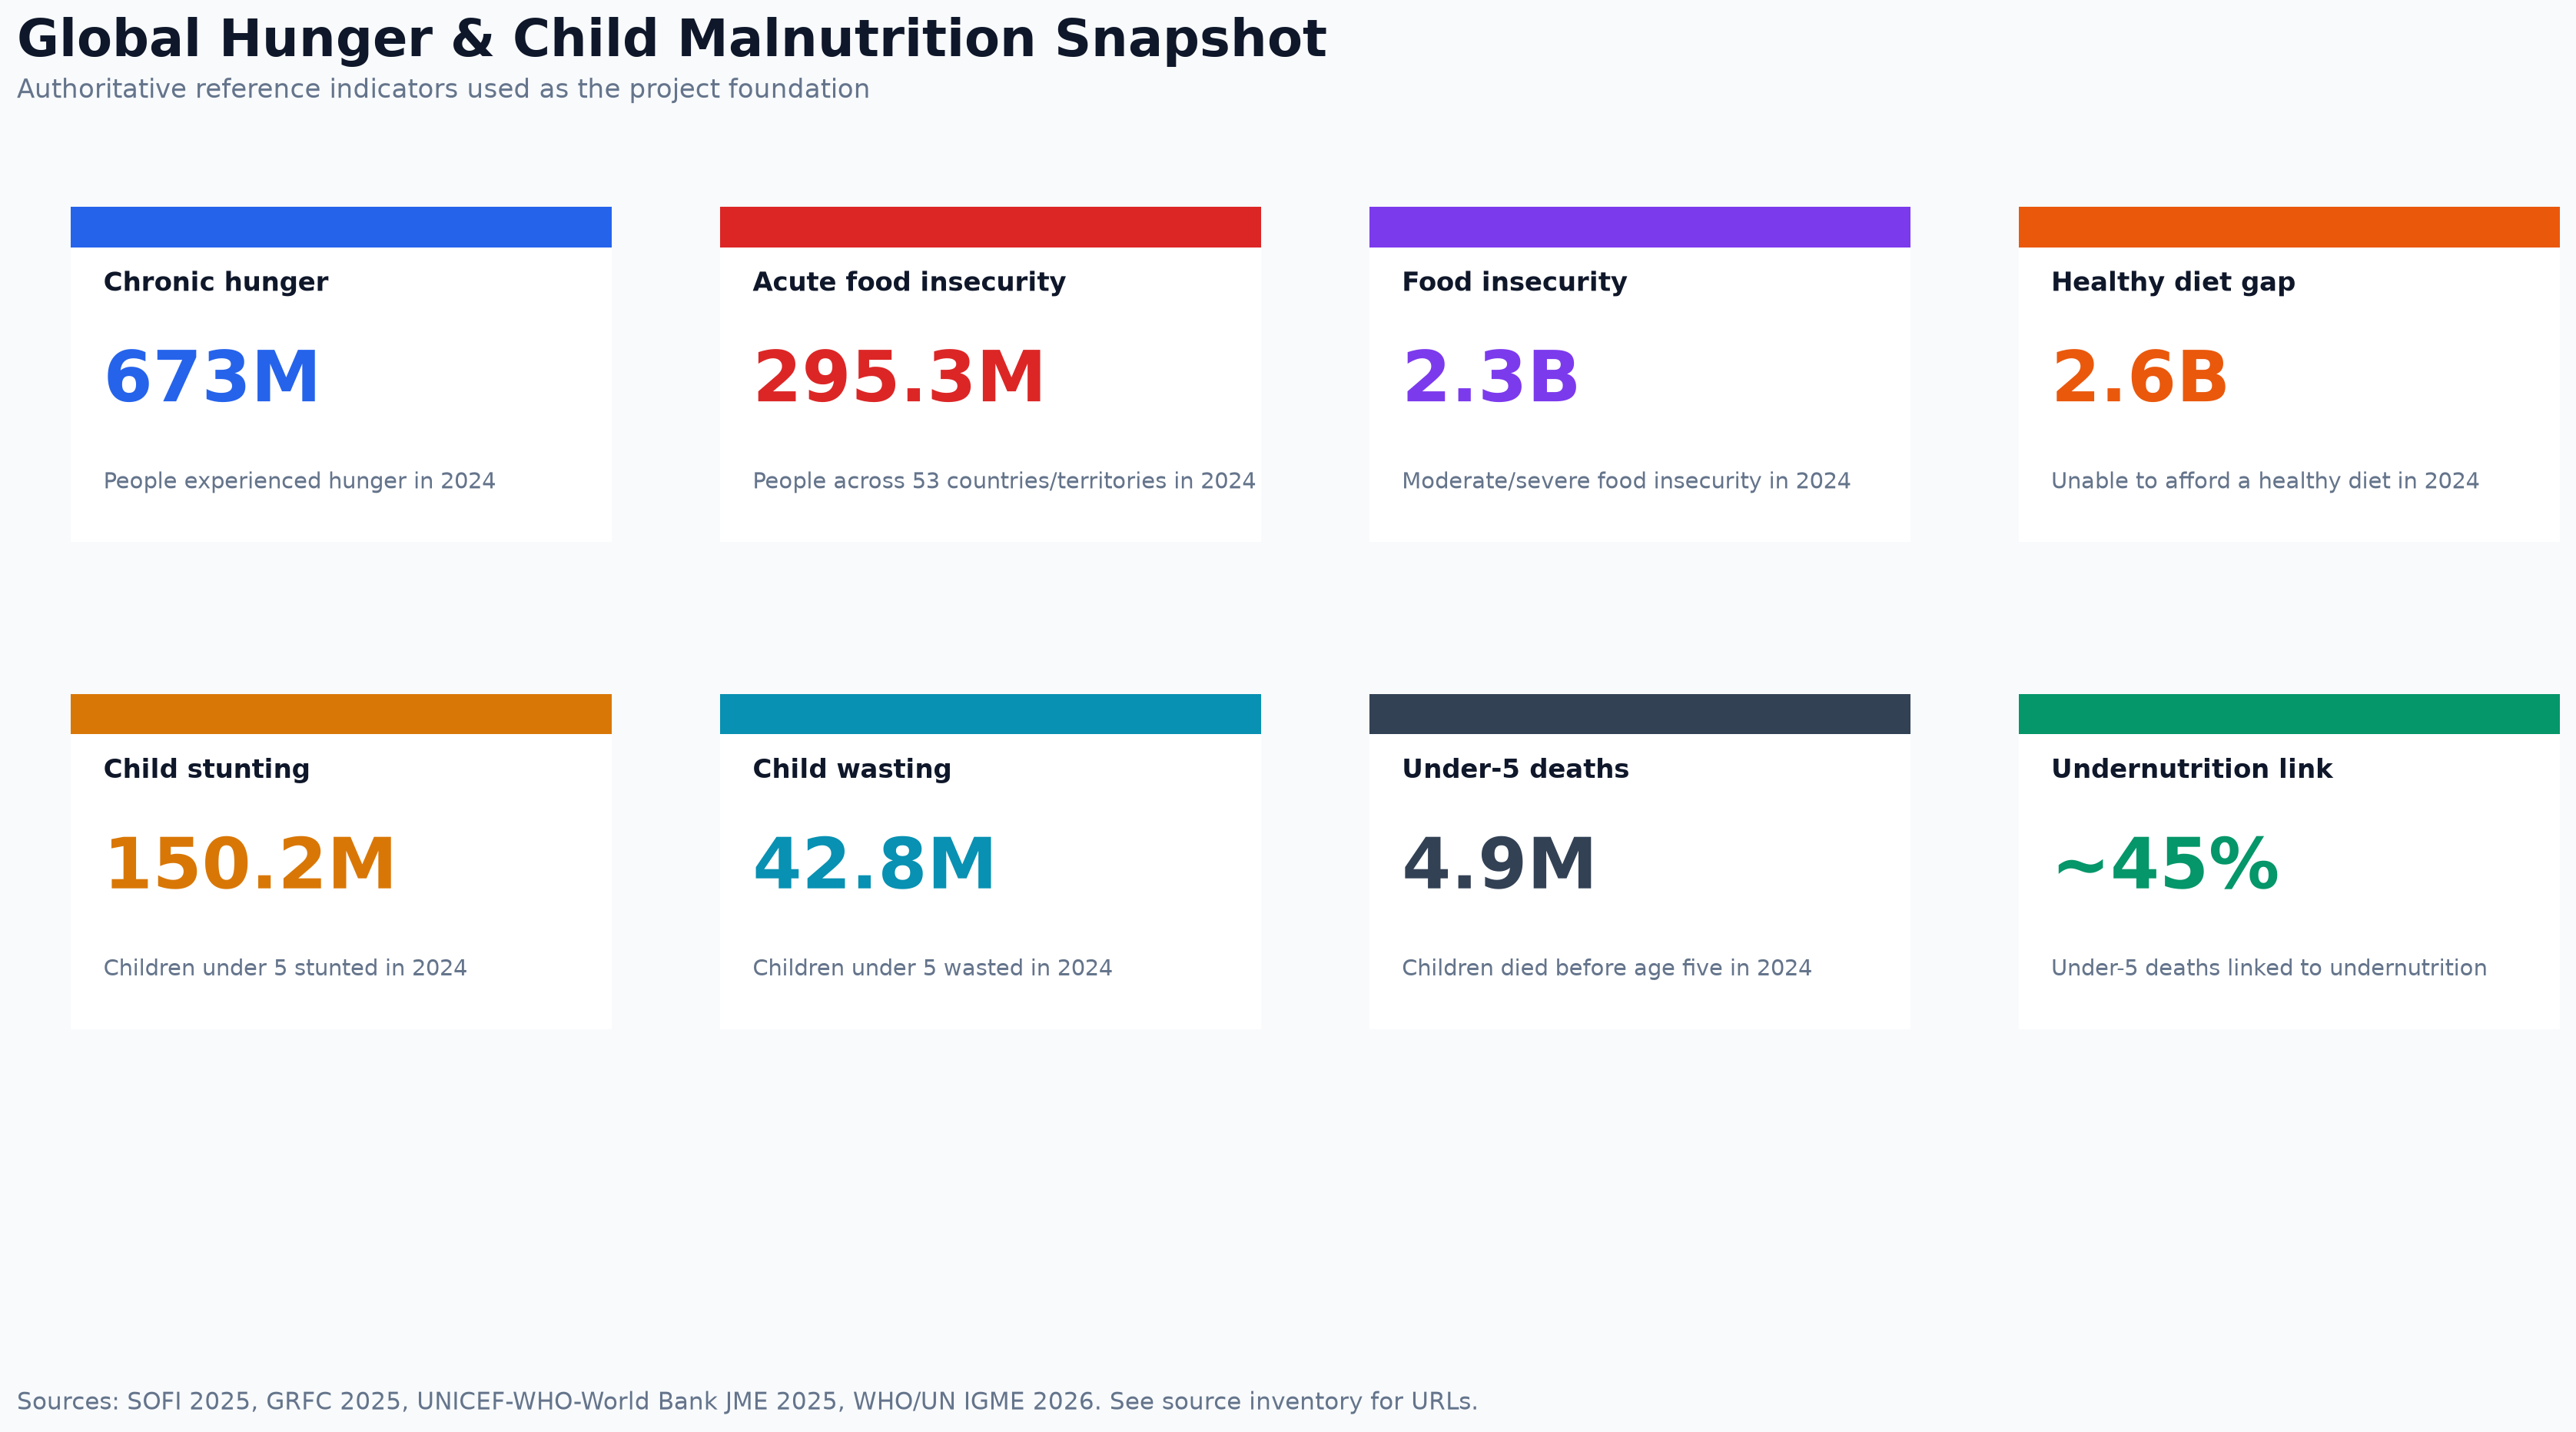 Global Hunger & Child Malnutrition Snapshot
Authoritative reference indicators used as the project foundation
Chronic hunger
673M
People experienced hunger in 2024
Acute food insecurity
295.3M
People across 53 countries/territories in 2024
Food insecurity
2.3B
Moderate/severe food insecurity in 2024
Healthy diet gap
2.6B
Unable to afford a healthy diet in 2024
Child stunting
150.2M
Children under 5 stunted in 2024
Child wasting
42.8M
Children under 5 wasted in 2024
Under-5 deaths
4.9M
Children died before age five in 2024
Undernutrition link
~45%
Under-5 deaths linked to undernutrition
Sources: SOFI 2025, GRFC 2025, UNICEF-WHO-World Bank JME 2025, WHO/UN IGME 2026. See source inventory for URLs.